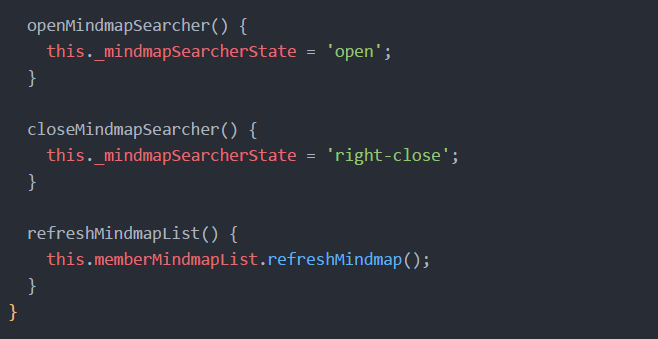 openMindmapSearcher() {
this._mindmapSearcherState = 'open';
}
closeMindmapSearcher() {
this._mindmapSearcherState = 'right-close';
}
refreshMindmapList() {
this.memberMindmapList.refreshMindmap();
}
}